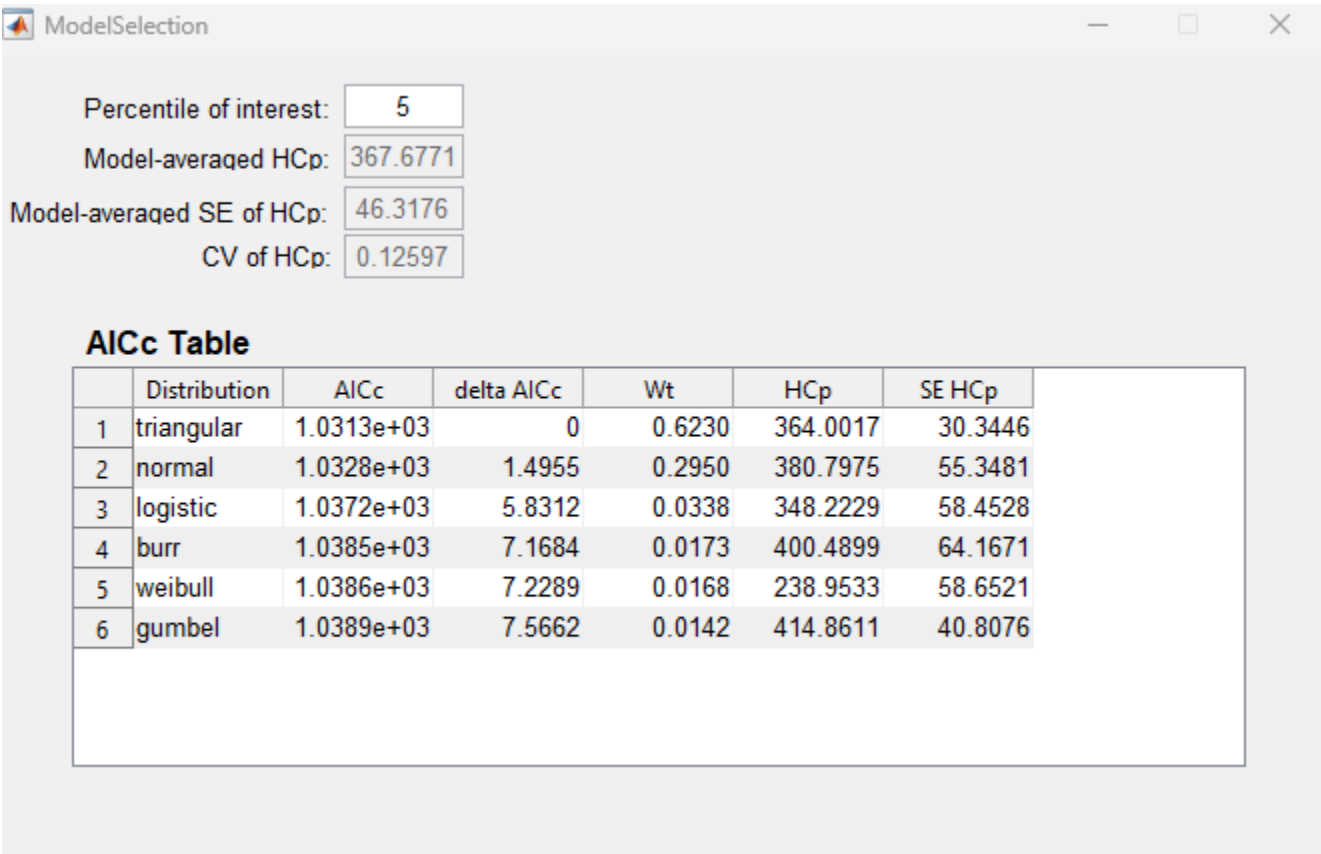 ModelSelection
Percentile of interest: 5
Model-averaged HCp: 367.6771
Model-averaged SE of HCp: 46.3176
CV of HCp: 0.12597
AICc Table
Distribution AICc delta AICc Wt HCp SE HCp
1 triangular 1.0313e+03 0 0.6230 364.0017 30.3446
2 normal 1.0328e+03 1.4955 0.2950 380.7975 55.3481
3 logistic 1.0372e+03 5.8312 0.0338 348.2229 58.4528
4 burr 1.0385e+03 7.1684 0.0173 400.4899 64.1671
5 weibull 1.0386e+03 7.2289 0.0168 238.9533 58.6521
6 gumbel 1.0389e+03 7.5662 0.0142 414.8611 40.8076